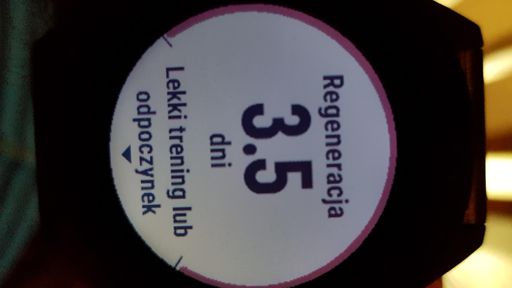 Regeneracja
3.5
dni
Lekki trening lub
odpoczynek